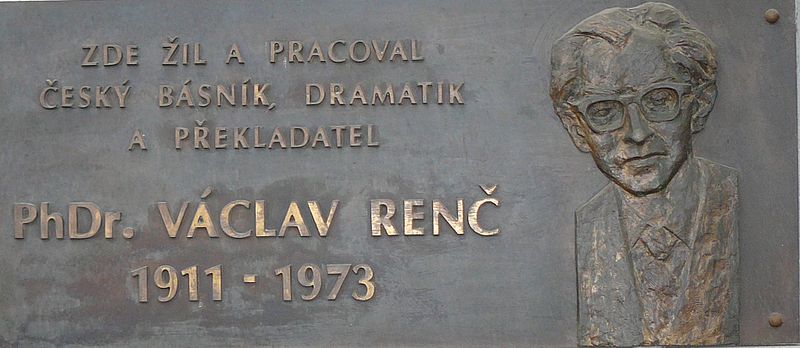 ZDE ŽIL A PRACOVAL
ČESKÝ BÁSNÍK, DRAMATIK
A PŘEKLADATEL
PhDr. VÁCLAV RENČ
1911 - 1973